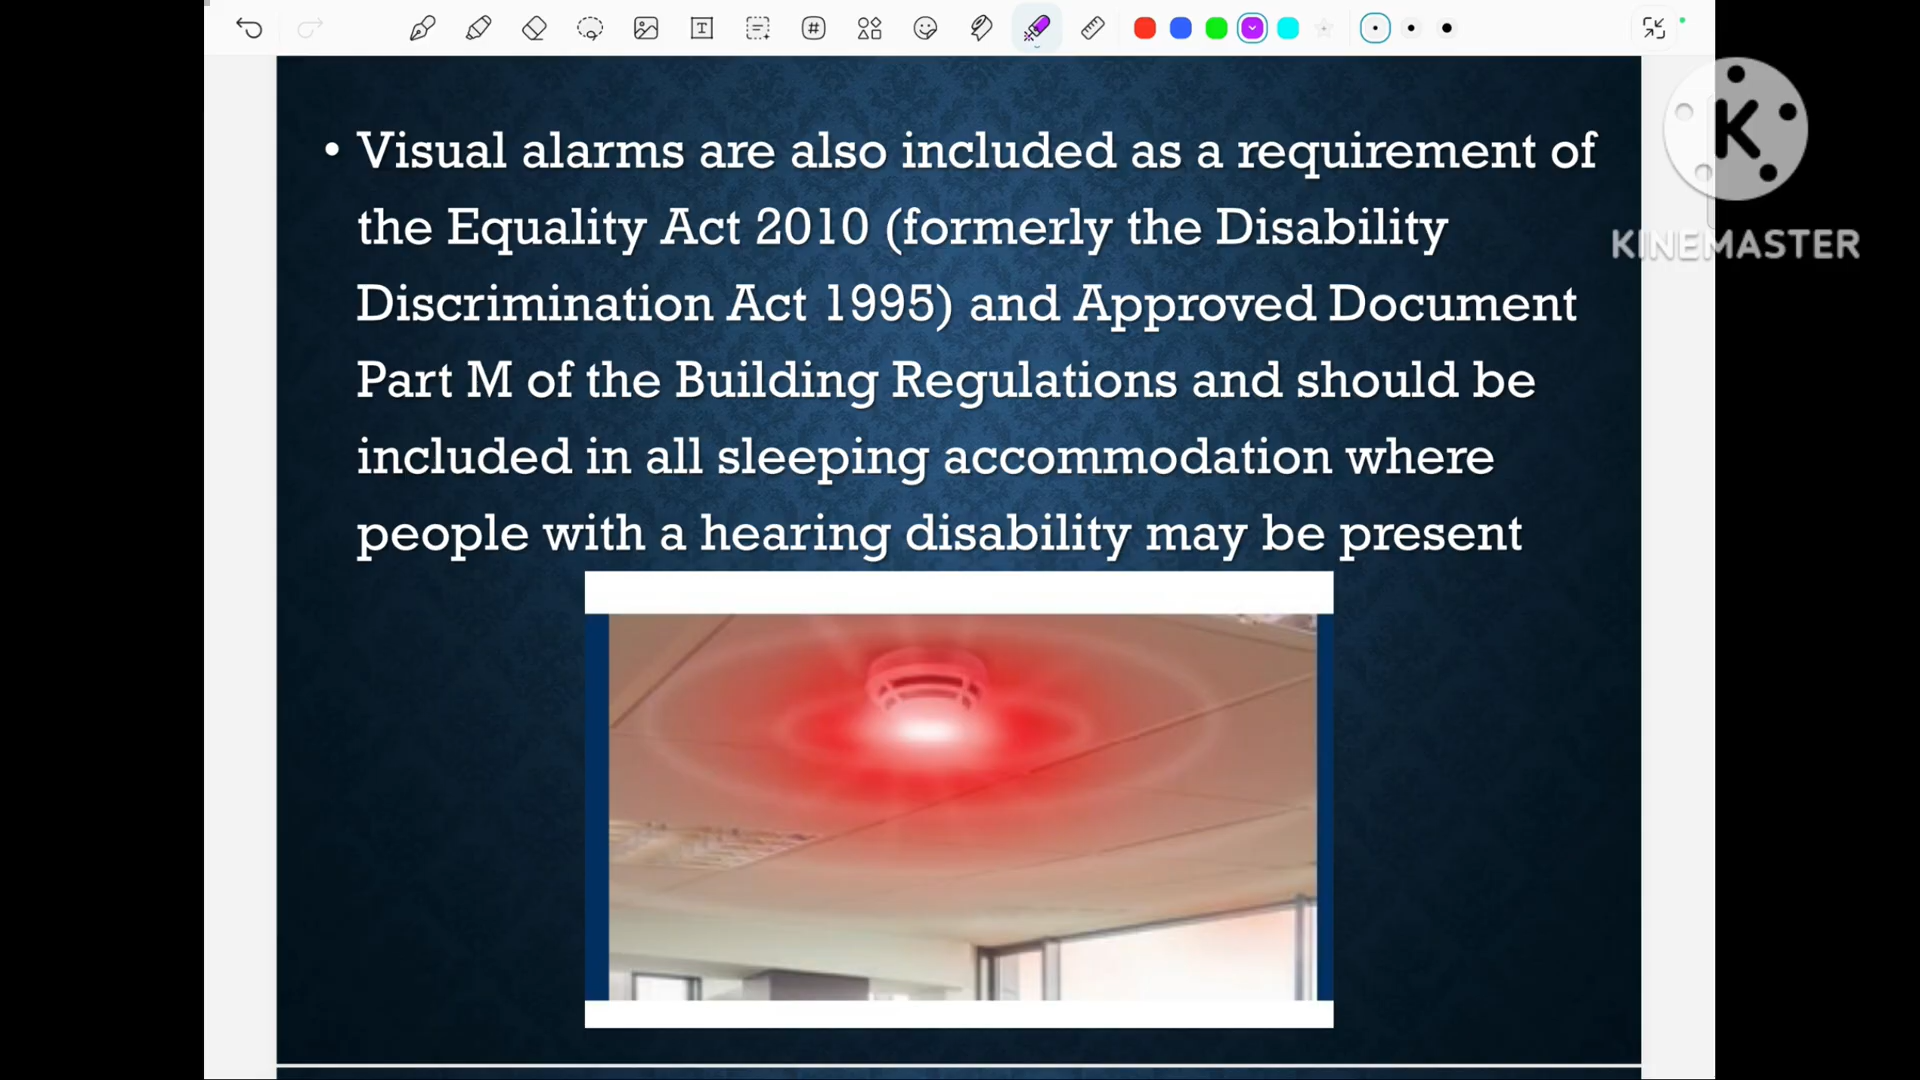 • Visual alarms are also included as a requirement of
the Equality Act 2010 (formerly the Disability
Discrimination Act 1995) and Approved Document
Part M of the Building Regulations and should be
included in all sleeping accommodation where
people with a hearing disability may be present
K
KINEMASTER